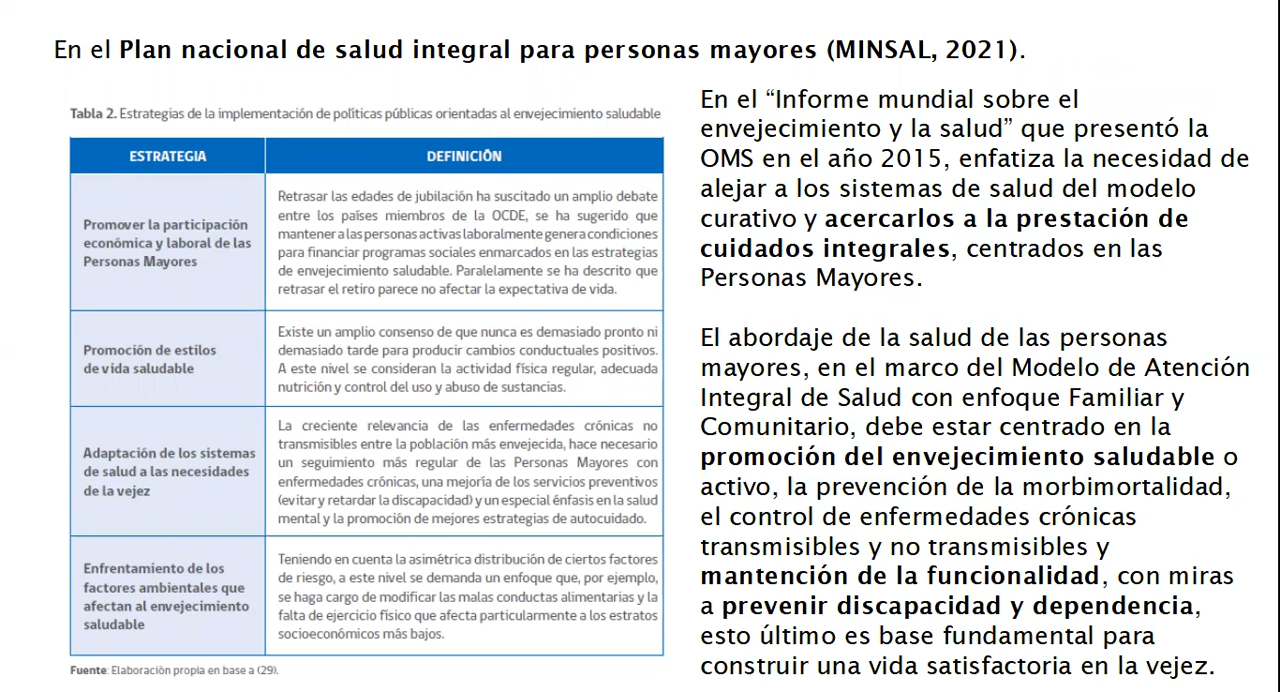 En el Plan nacional de salud integral para personas mayores (MINSAL, 2021).
Tabla 2. Estrategias de la implementación de políticas públicas orientadas al envejecimiento saludable
ESTRATEGIA
DEFINICIÓN
Promover la participación
económica y laboral de las
Personas Mayores
Retrasar las edades de jubilación ha suscitado un amplio debate
entre los países miembros de la OCDE, se ha sugerido que
mantener a las personas activas laboralmente genera condiciones
para financiar programas sociales enmarcados en las estrategias
de envejecimiento saludable. Paralelamente se ha descrito que
retrasar el retiro parece no afectar la expectativa de vida.
Promoción de estilos
de vida saludable
Existe un amplio consenso de que nunca es demasiado pronto ni
demasiado tarde para producir cambios conductuales positivos.
A este nivel se consideran la actividad física regular, adecuada
nutrición y control del uso y abuso de sustancias.
Adaptación de los sistemas
de salud a las necesidades
de la vejez
La creciente relevancia de las enfermedades crónicas no
transmisibles entre la población más envejecida, hace necesario
un seguimiento más regular de las Personas Mayores con
enfermedades crónicas, una mejoría de los servicios preventivos
(evitar y retardar la discapacidad) y un especial énfasis en la salud
mental y la promoción de mejores estrategias de autocuidado.
Enfrentamiento de los
factores ambientales que
afectan al envejecimiento
saludable
Teniendo en cuenta la asimétrica distribución de ciertos factores
de riesgo, a este nivel se demanda un enfoque que, por ejemplo,
se haga cargo de modificar las malas conductas alimentarias y la
falta de ejercicio físico que afecta particularmente a los estratos
socioeconómicos más bajos.
Fuente: Elaboración propia en base a (29).
En el “Informe mundial sobre el
envejecimiento y la salud” que presentó la
OMS en el año 2015, enfatiza la necesidad de
alejar a los sistemas de salud del modelo
curativo y acercarlos a la prestación de
cuidados integrales, centrados en las
Personas Mayores.
El abordaje de la salud de las personas
mayores, en el marco del Modelo de Atención
Integral de Salud con enfoque Familiar y
Comunitario, debe estar centrado en la
promoción del envejecimiento saludable o
activo, la prevención de la morbimortalidad,
el control de enfermedades crónicas
transmisibles y no transmisibles y
mantención de la funcionalidad, con miras
a prevenir discapacidad y dependencia,
esto último es base fundamental para
construir una vida satisfactoria en la vejez.